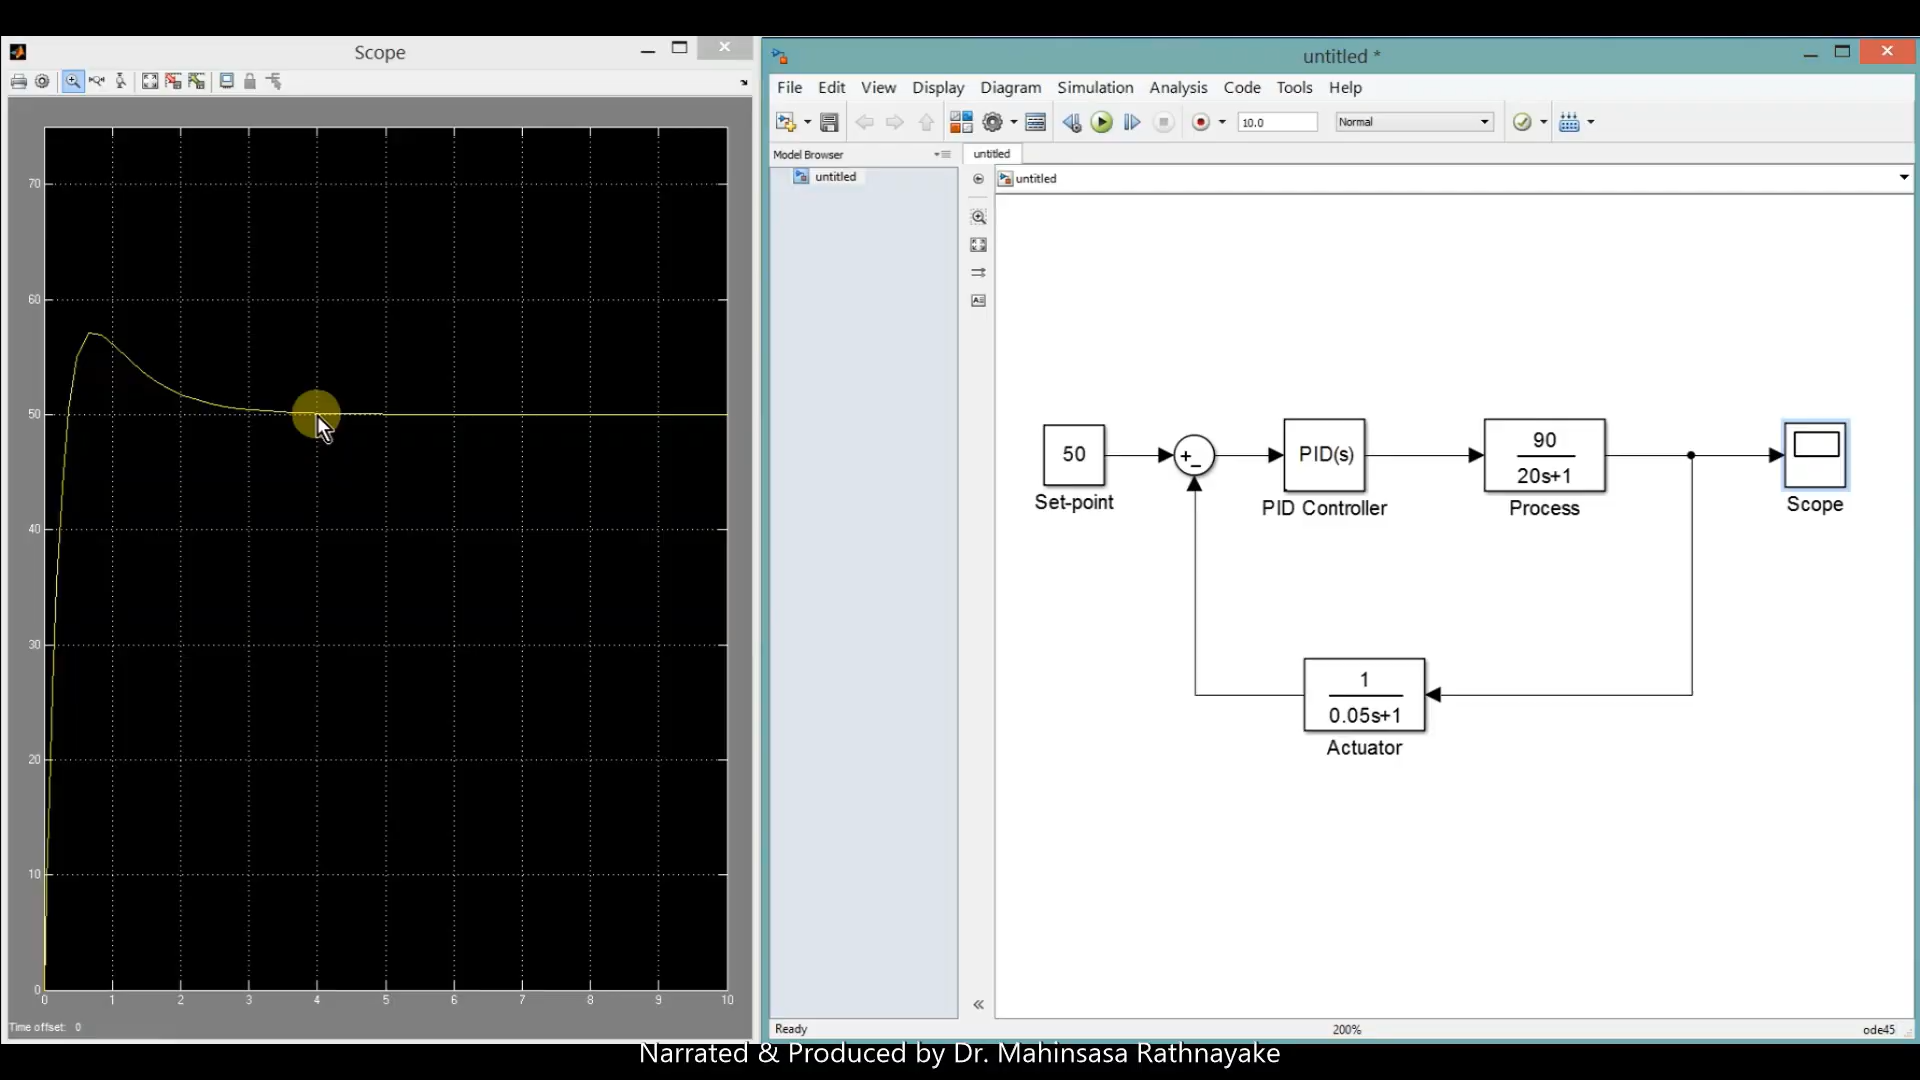 Scope
70
60
50
40
30
20
10
0
0 1 2 3 4 5 6 7 8 9 10
Time offset: 0
untitled *
File Edit View Display Diagram Simulation Analysis Code Tools Help
10.0 Normal
Model Browser
untitled
untitled
untitled
50
Set-point
+
−
PID(s)
PID Controller
90
20s+1
Process
Scope
1
0.05s+1
Actuator
Ready 200% ode45
Narrated & Produced by Dr. Mahinsasa Rathnayake